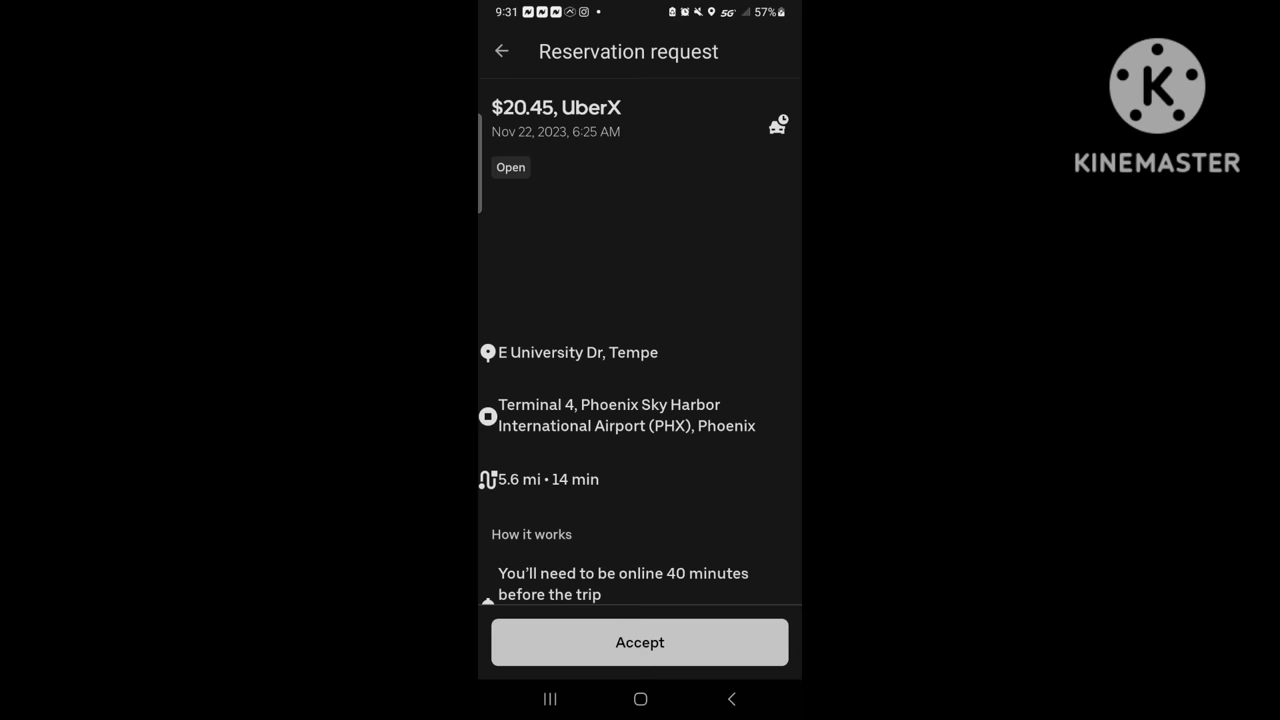 9:31
5G
57%
Reservation request
$20.45, UberX
Nov 22, 2023, 6:25 AM
Open
E University Dr, Tempe
Terminal 4, Phoenix Sky Harbor
International Airport (PHX), Phoenix
5.6 mi • 14 min
How it works
You’ll need to be online 40 minutes
before the trip
Accept
K
KINEMASTER